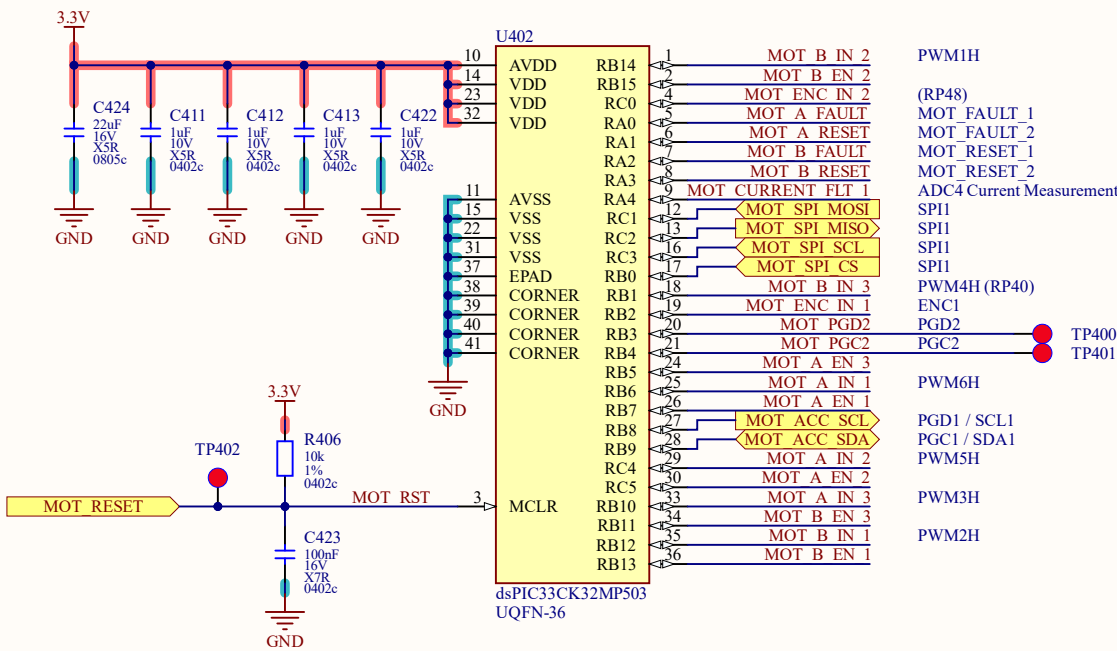 3.3V
U402
10 AVDD
14 VDD
23 VDD
32 VDD
C424
22uF
16V
X5R
0805c
C411
1uF
10V
X5R
0402c
C412
1uF
10V
X5R
0402c
C413
1uF
10V
X5R
0402c
C422
1uF
10V
X5R
0402c
GND
GND
GND
GND
GND
11 AVSS
15 VSS
22 VSS
31 VSS
37 EPAD
38 CORNER
39 CORNER
40 CORNER
41 CORNER
GND
3.3V
R406
10k
1%
0402c
TP402
MOT_RESET
MOT_RST
3 MCLR
C423
100nF
16V
X7R
0402c
GND
RB14 1 MOT_B_IN_2 PWM1H
RB15 2 MOT_B_EN_2
RC0 4 MOT_ENC_IN_2 (RP48)
RA0 5 MOT_A_FAULT MOT_FAULT_1
RA1 6 MOT_A_RESET MOT_FAULT_2
RA2 7 MOT_B_FAULT MOT_RESET_1
RA3 8 MOT_B_RESET MOT_RESET_2
RA4 9 MOT_CURRENT_FLT_1 ADC4 Current Measurement
RC1 12 MOT_SPI_MOSI SPI1
RC2 13 MOT_SPI_MISO SPI1
RC3 16 MOT_SPI_SCL SPI1
RB0 17 MOT_SPI_CS SPI1
RB1 18 MOT_B_IN_3 PWM4H (RP40)
RB2 19 MOT_ENC_IN_1 ENC1
RB3 20 MOT_PGD2 PGD2 TP400
RB4 21 MOT_PGC2 PGC2 TP401
RB5 24 MOT_A_EN_3
RB6 25 MOT_A_IN_1 PWM6H
RB7 26 MOT_A_EN_1
RB8 27 MOT_ACC_SCL PGD1 / SCL1
RB9 28 MOT_ACC_SDA PGC1 / SDA1
RC4 29 MOT_A_IN_2 PWM5H
RC5 30 MOT_A_EN_2
RB10 33 MOT_A_IN_3 PWM3H
RB11 34 MOT_B_EN_3
RB12 35 MOT_B_IN_1 PWM2H
RB13 36 MOT_B_EN_1
dsPIC33CK32MP503
UQFN-36